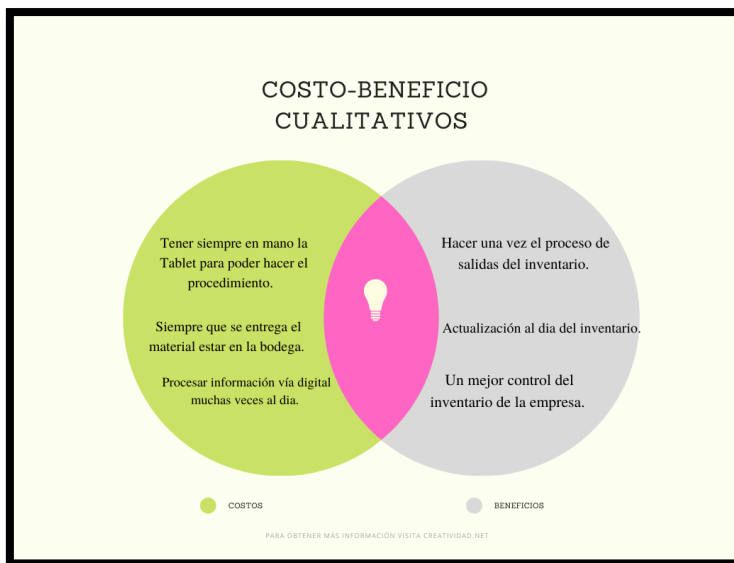 COSTO-BENEFICIO
CUALITATIVOS
Tener siempre en mano la
Tablet para poder hacer el
procedimiento.
Siempre que se entrega el
material estar en la bodega.
Procesar información vía digital
muchas veces al dia.
Hacer una vez el proceso de
salidas del inventario.
Actualización al dia del inventario.
Un mejor control del
inventario de la empresa.
COSTOS
BENEFICIOS
PARA OBTENER MÁS INFORMACIÓN VISITA CREATIVIDAD.NET